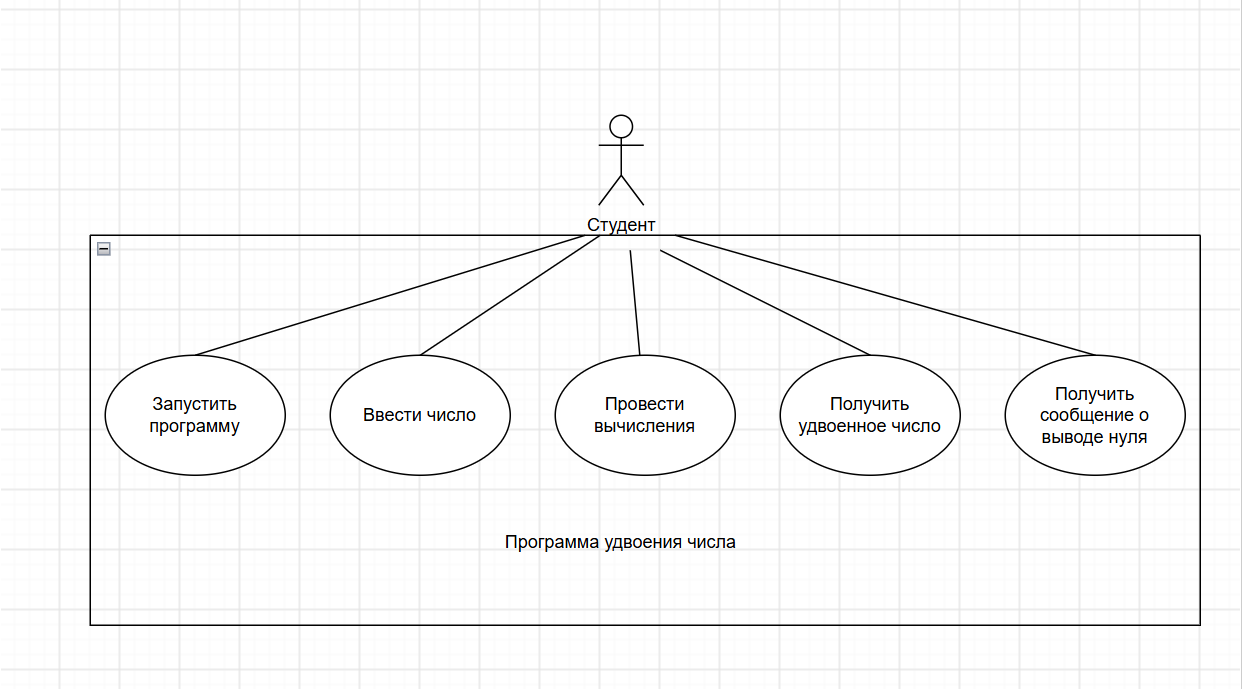 Студент
Запустить
программу
Ввести число
Провести
вычисления
Получить
удвоенное число
Получить
сообщение о
выводе нуля
Программа удвоения числа